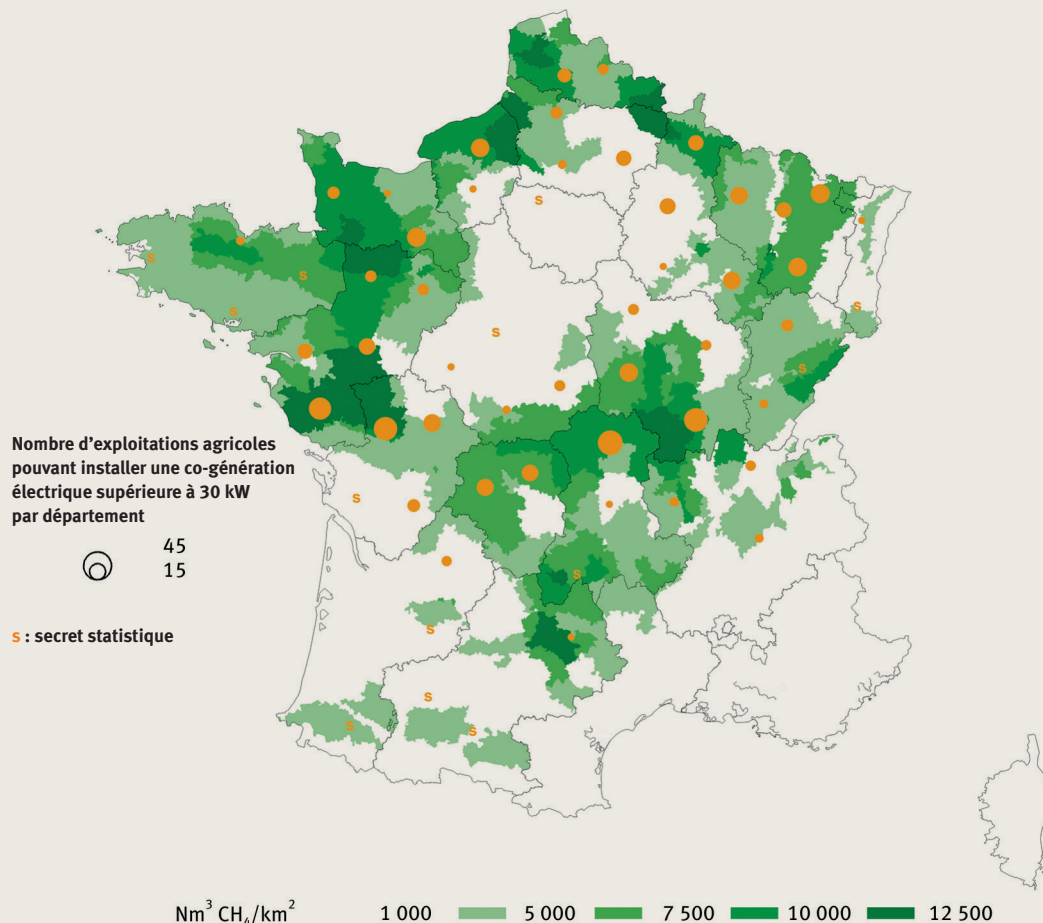 Nombre d'exploitations agricoles
pouvant installer une co-génération
électrique supérieure à 30 kW
par département
45
15
s : secret statistique
s
s
s
s
s
s
s
s
s
s
s
s
s
s
Nm³ CH₄/km² 1 000 5 000 7 500 10 000 12 500